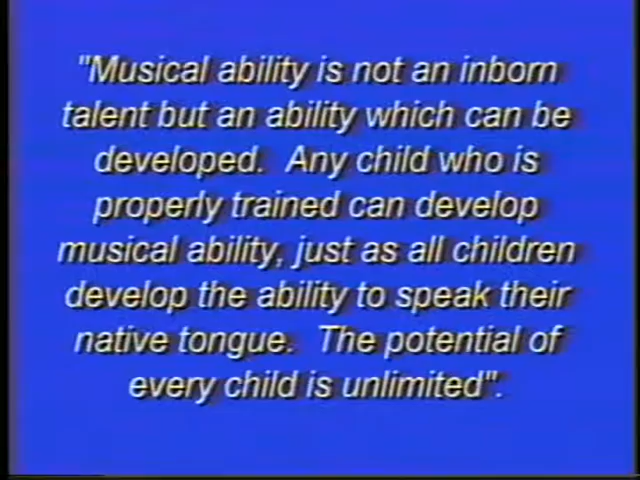 "Musical ability is not an inborn
talent but an ability which can be
developed.  Any child who is
properly trained can develop
musical ability, just as all children
develop the ability to speak their
native tongue.  The potential of
every child is unlimited".